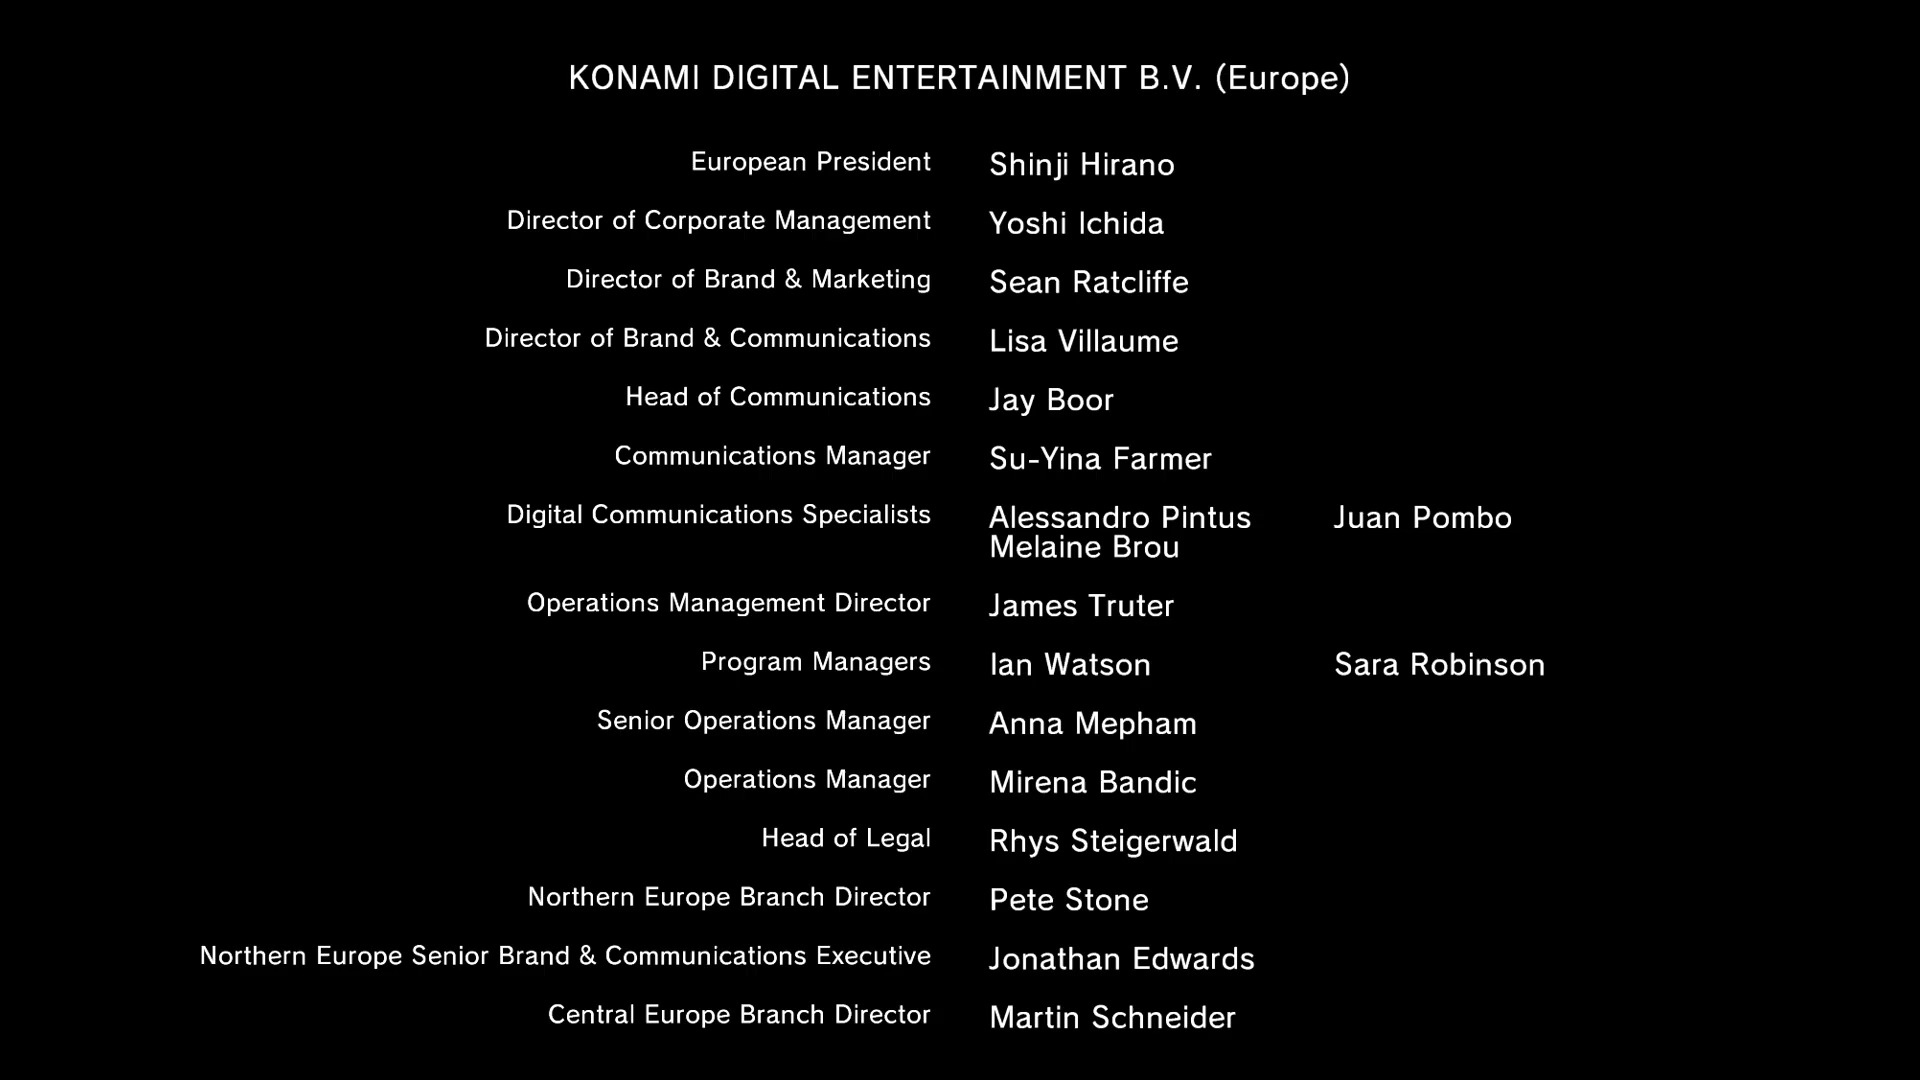 KONAMI DIGITAL ENTERTAINMENT B.V. (Europe)
European President Shinji Hirano
Director of Corporate Management Yoshi Ichida
Director of Brand & Marketing Sean Ratcliffe
Director of Brand & Communications Lisa Villaume
Head of Communications Jay Boor
Communications Manager Su-Yina Farmer
Digital Communications Specialists Alessandro Pintus Juan Pombo
Melaine Brou
Operations Management Director James Truter
Program Managers Ian Watson Sara Robinson
Senior Operations Manager Anna Mepham
Operations Manager Mirena Bandic
Head of Legal Rhys Steigerwald
Northern Europe Branch Director Pete Stone
Northern Europe Senior Brand & Communications Executive Jonathan Edwards
Central Europe Branch Director Martin Schneider